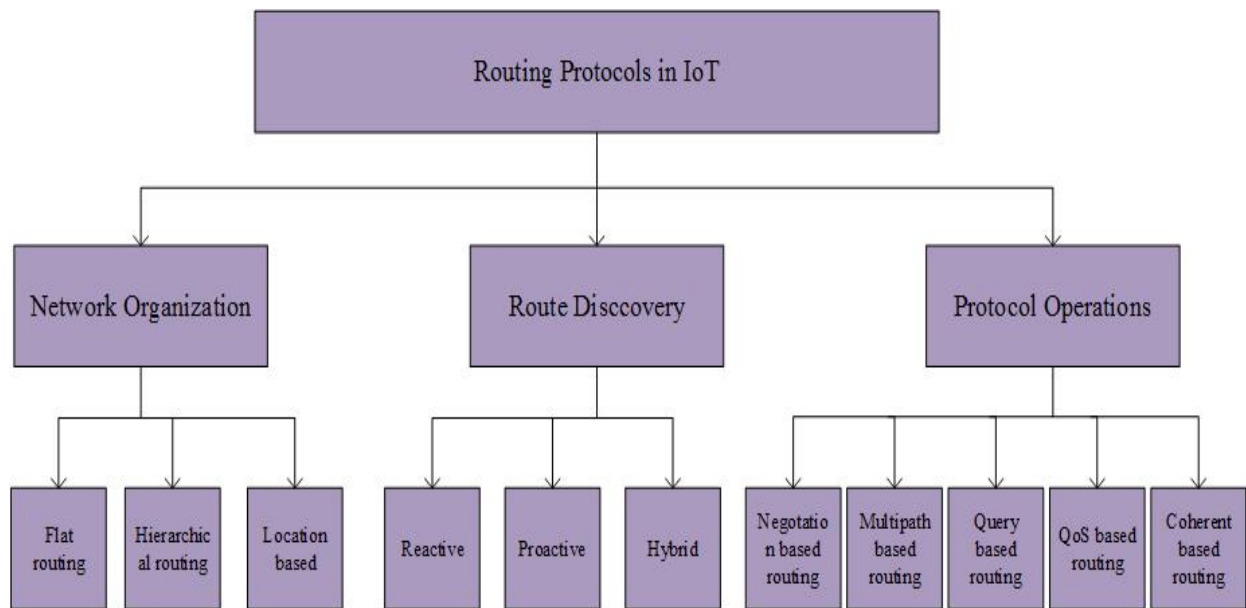 Routing Protocols in IoT
Network Organization
Route Disccovery
Protocol Operations
Flat
routing
Hierarchic
al routing
Location
based
Reactive
Proactive
Hybrid
Negotatio
n based
routing
Multipath
based
routing
Query
based
routing
QoS based
routing
Coherent
based
routing